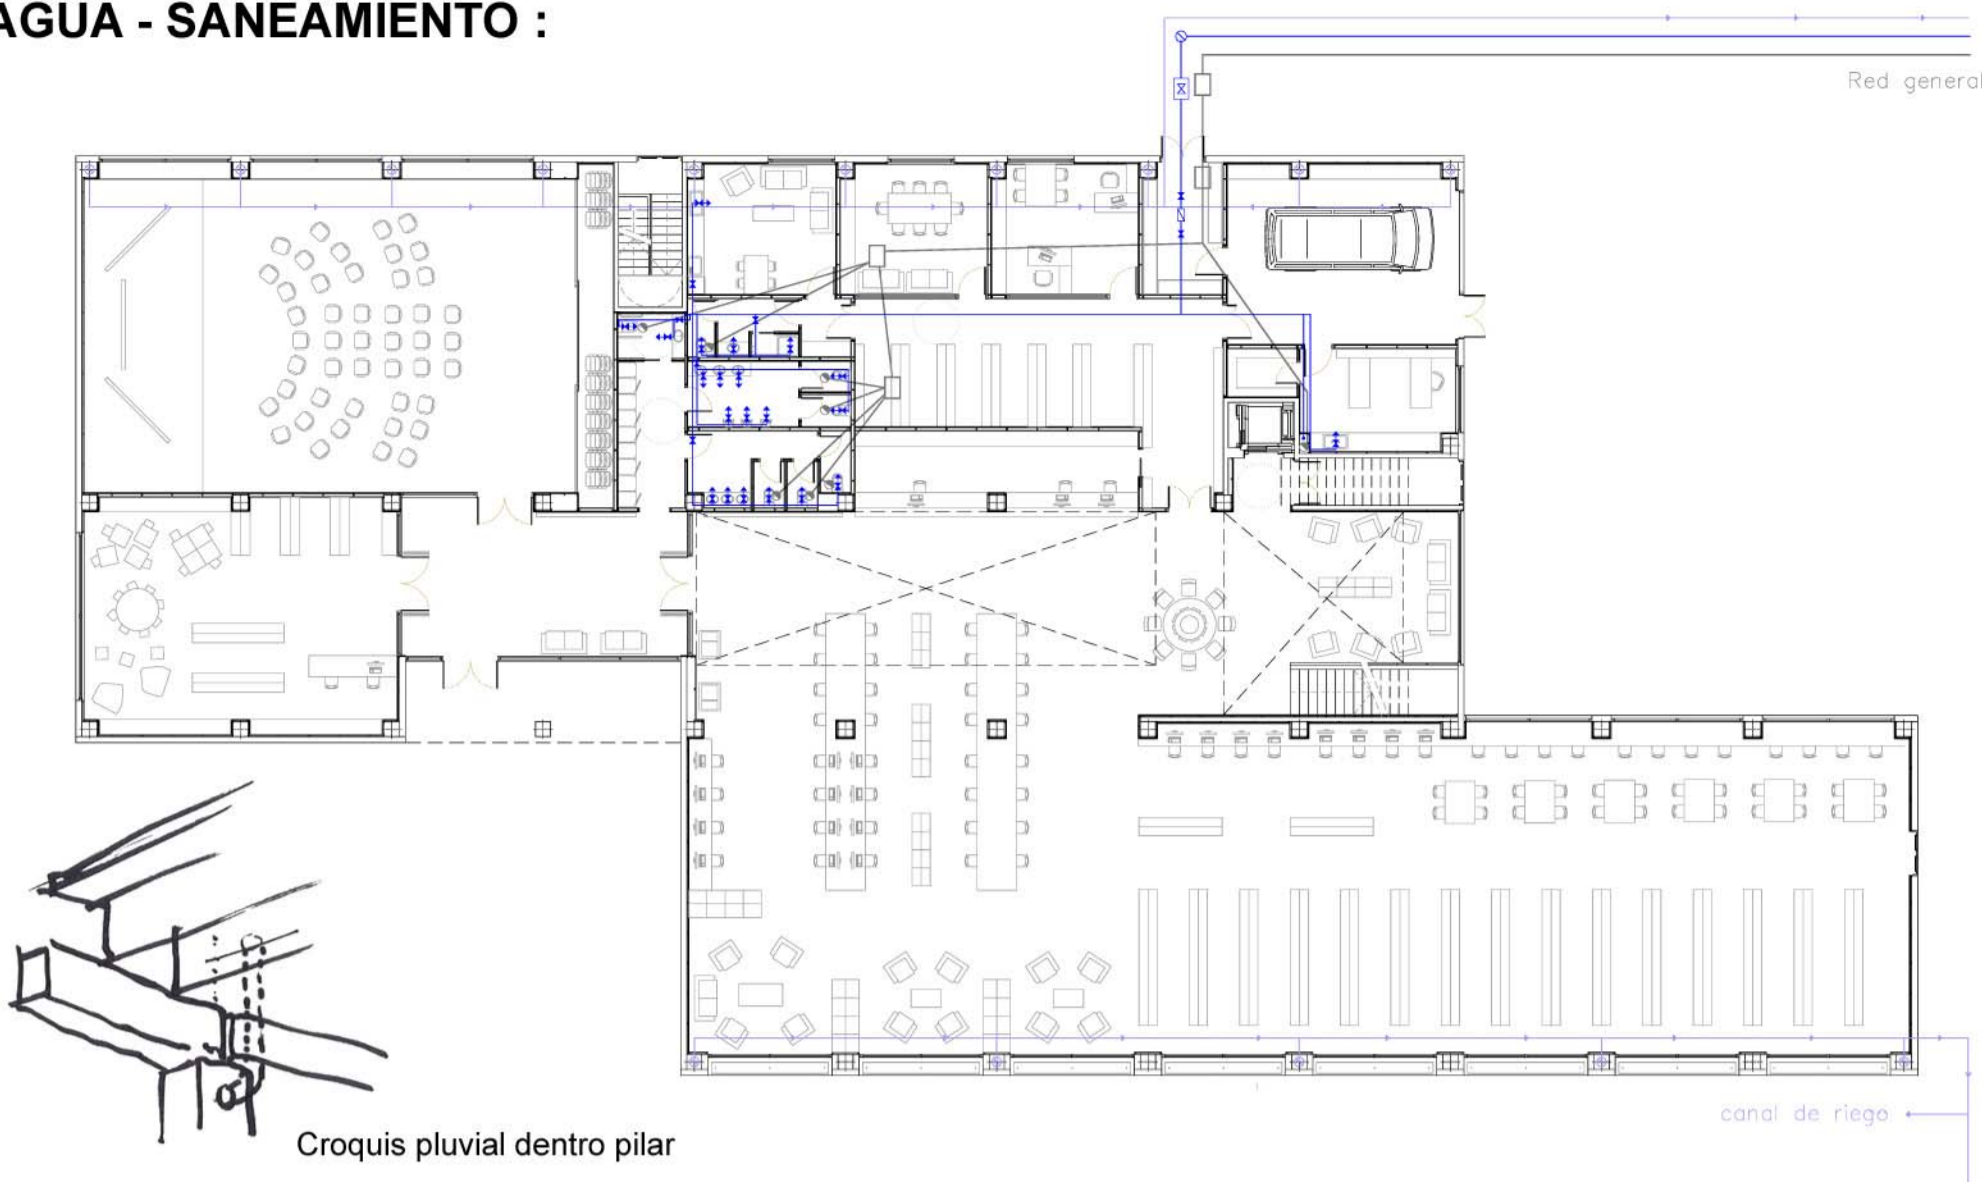 AGUA - SANEAMIENTO :
Red general
canal de riego
Croquis pluvial dentro pilar